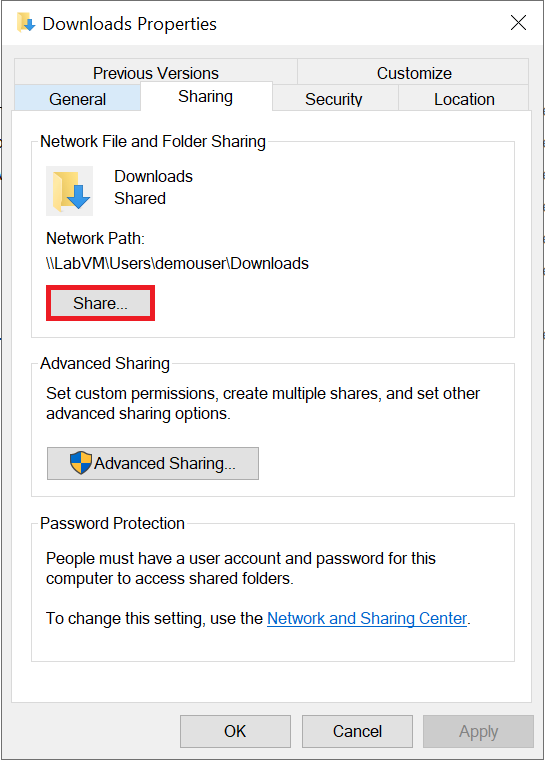 Downloads Properties
Previous Versions
Customize
General
Sharing
Security
Location
Network File and Folder Sharing
Downloads
Shared
Network Path:
\\LabVM\Users\demouser\Downloads
Share...
Advanced Sharing
Set custom permissions, create multiple shares, and set other
advanced sharing options.
Advanced Sharing...
Password Protection
People must have a user account and password for this
computer to access shared folders.
To change this setting, use the Network and Sharing Center.
OK
Cancel
Apply